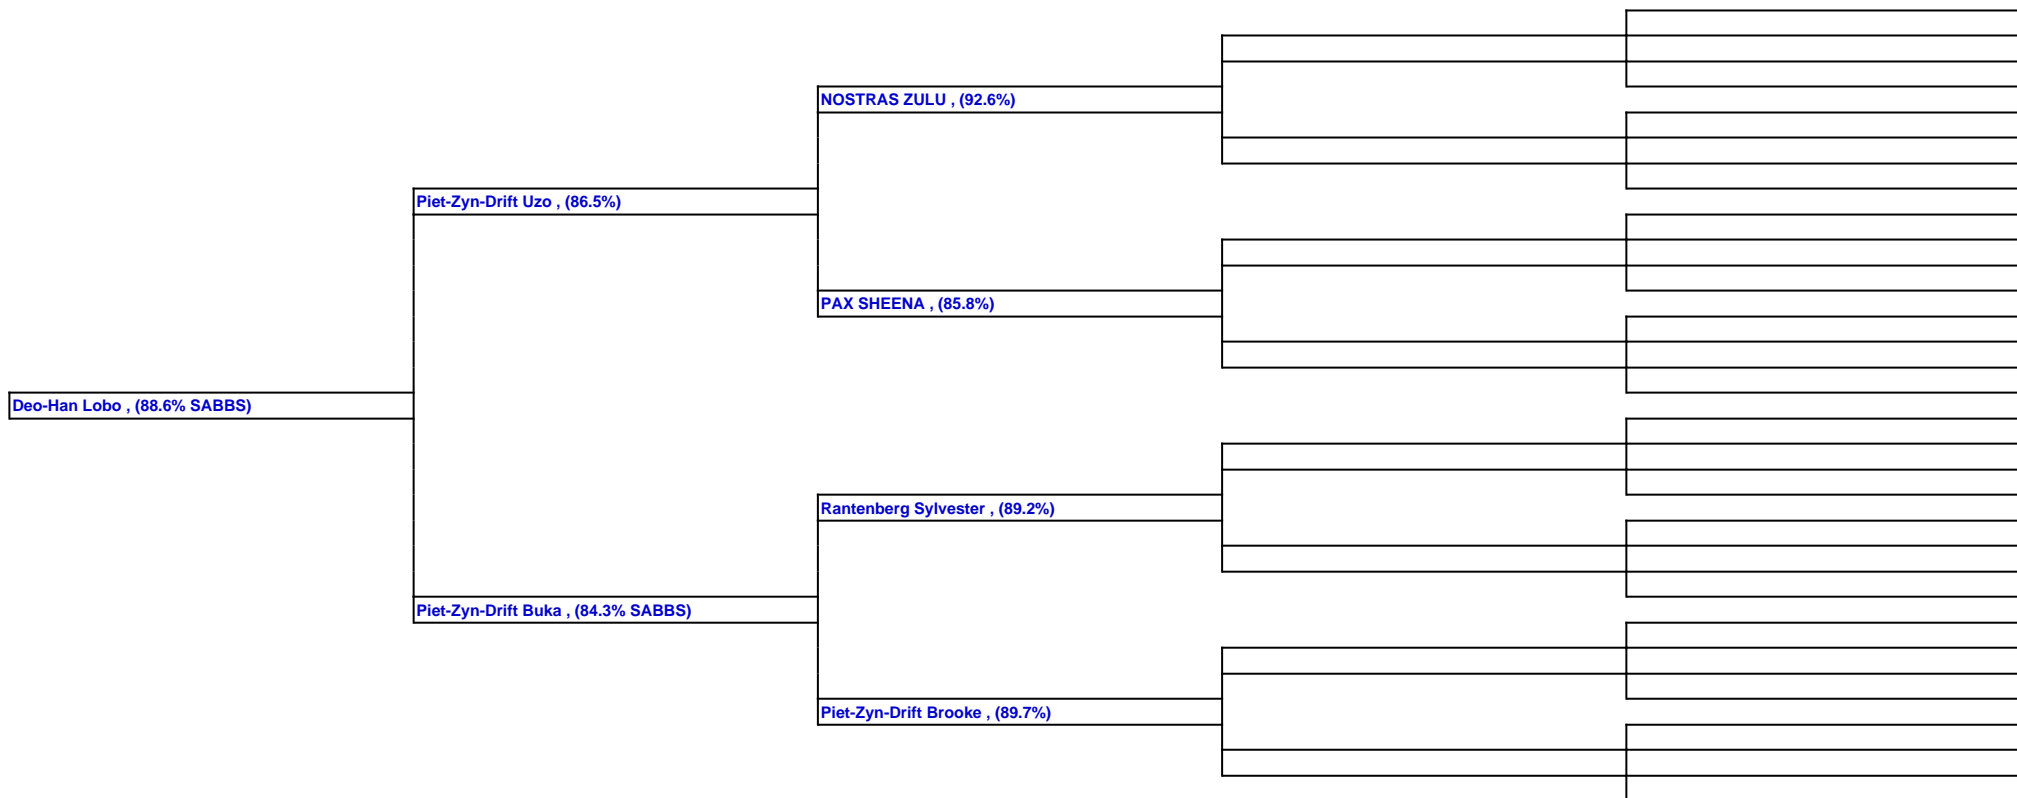 NOSTRAS ZULU , (92.6%)
Piet-Zyn-Drift Uzo , (86.5%)
PAX SHEENA , (85.8%)
Deo-Han Lobo , (88.6% SABBS)
Rantenberg Sylvester , (89.2%)
Piet-Zyn-Drift Buka , (84.3% SABBS)
Piet-Zyn-Drift Brooke , (89.7%)